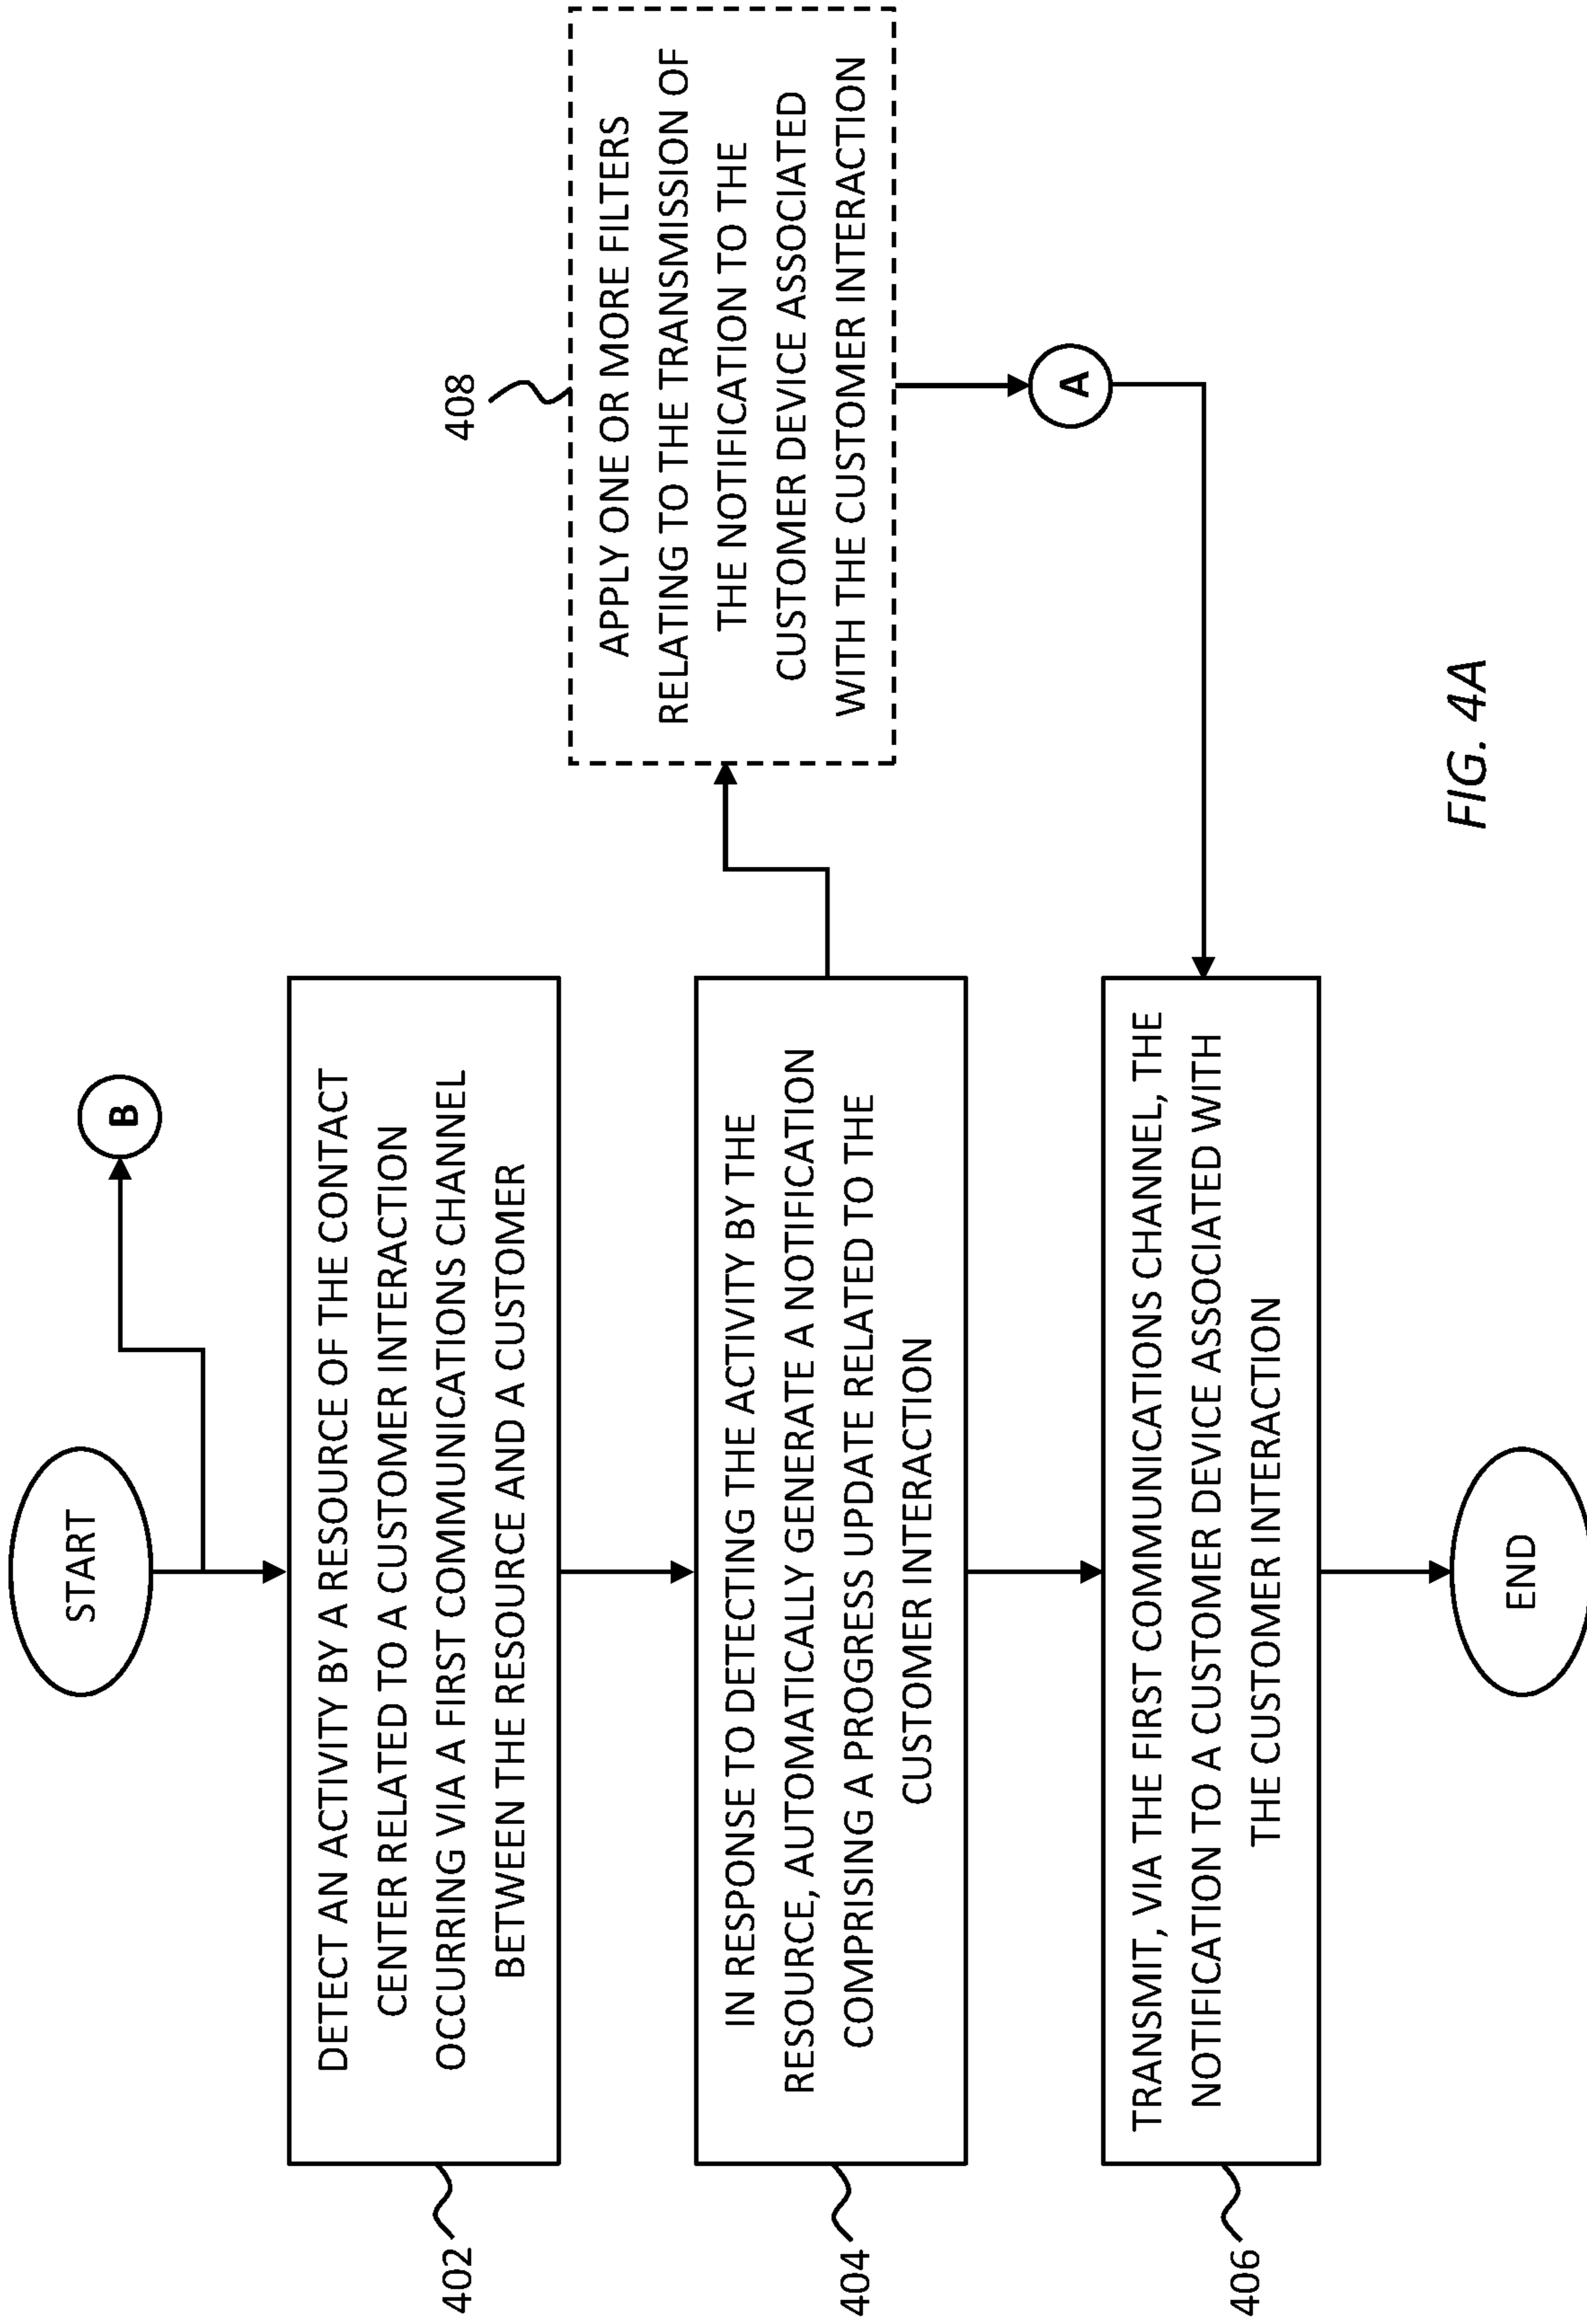 START
B
402
DETECT AN ACTIVITY BY A RESOURCE OF THE CONTACT
CENTER RELATED TO A CUSTOMER INTERACTION
OCCURRING VIA A FIRST COMMUNICATIONS CHANNEL
BETWEEN THE RESOURCE AND A CUSTOMER
404
IN RESPONSE TO DETECTING THE ACTIVITY BY THE
RESOURCE, AUTOMATICALLY GENERATE A NOTIFICATION
COMPRISING A PROGRESS UPDATE RELATED TO THE
CUSTOMER INTERACTION
408
APPLY ONE OR MORE FILTERS
RELATING TO THE TRANSMISSION OF
THE NOTIFICATION TO THE
CUSTOMER DEVICE ASSOCIATED
WITH THE CUSTOMER INTERACTION
A
406
TRANSMIT, VIA THE FIRST COMMUNICATIONS CHANNEL, THE
NOTIFICATION TO A CUSTOMER DEVICE ASSOCIATED WITH
THE CUSTOMER INTERACTION
END
FIG. 4A